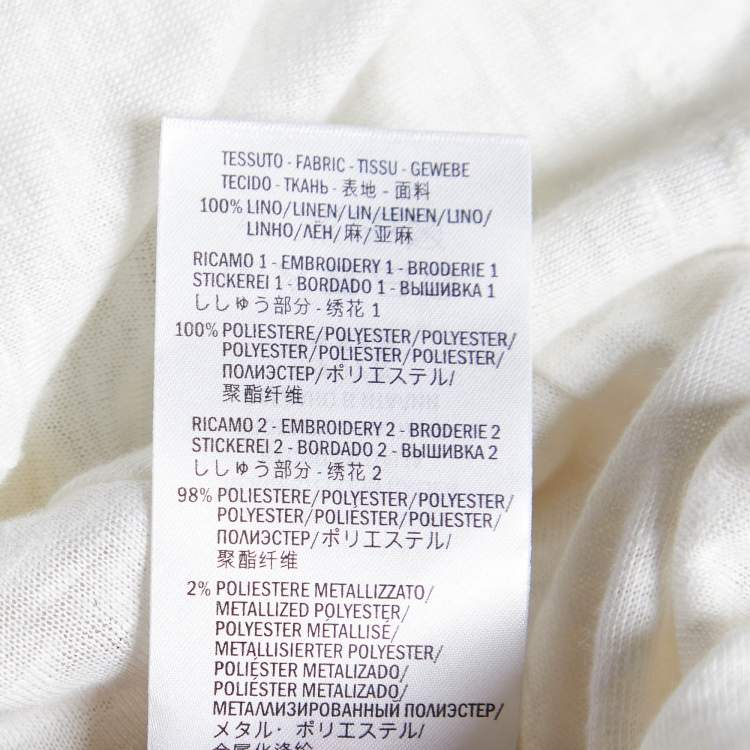 TESSUTO - FABRIC - TISSU - GEWEBE
TECIDO - ТКАНЬ - 表地 - 面料
100% LINO/LINEN/LIN/LEINEN/LINO/
LINHO/ЛЁН/麻/亚麻
RICAMO 1 - EMBROIDERY 1 - BRODERIE 1
STICKEREI 1 - BORDADO 1 - ВЫШИВКА 1
ししゅう部分 - 绣花 1
100% POLIESTERE/POLYESTER/POLYESTER/
POLYESTER/POLIÉSTER/POLIESTER/
ПОЛИЭСТЕР/ポリエステル/
聚酯纤维
RICAMO 2 - EMBROIDERY 2 - BRODERIE 2
STICKEREI 2 - BORDADO 2 - ВЫШИВКА 2
ししゅう部分 - 绣花 2
98% POLIESTERE/POLYESTER/POLYESTER/
POLYESTER/POLIÉSTER/POLIESTER/
ПОЛИЭСТЕР/ポリエステル/
聚酯纤维
2% POLIESTERE METALLIZZATO/
METALLIZED POLYESTER/
POLYESTER MÉTALLISÉ/
METALLISIERTER POLYESTER/
POLIÉSTER METALIZADO/
POLIÉSTER METALIZADO/
МЕТАЛЛИЗИРОВАННЫЙ ПОЛИЭСТЕР/
メタル・ポリエステル/
金属化涤纶